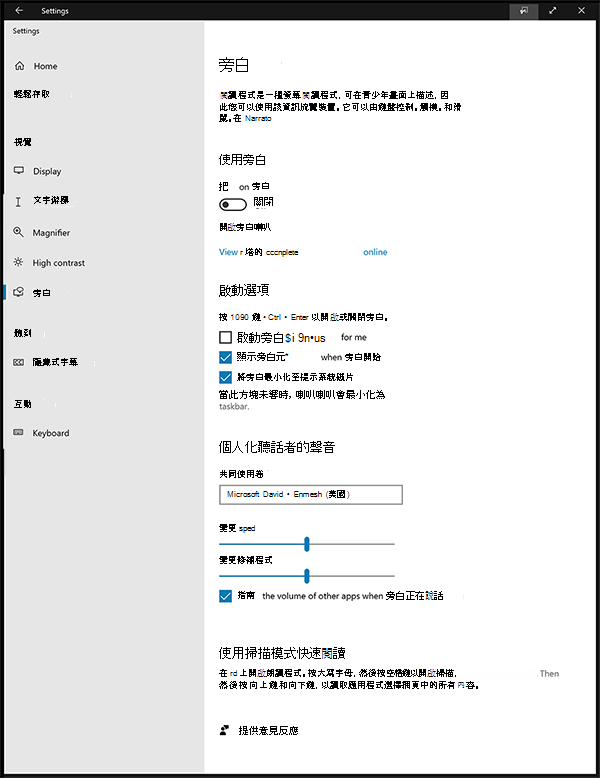 Settings
Settings
Home
輕鬆存取
視覺
Display
文字游標
Magnifier
High contrast
旁白
聽到
隱藏式字幕
互動
Keyboard
旁白
閱讀程式是一種螢幕閱讀程式，可在青少年畫面上描述，因
此您可以使用該資訊流覽裝置。它可以由鍵盤控制。觸視。和滑
鼠。在 Narrato
使用旁白
把 on 旁白
關閉
開啟旁白喇叭
View r 塔的 cccnplete online
啟動選項
按 1090 鍵 • Ctrl • Enter 以開啟或關閉旁白。
啟動旁白$i 9n•us for me
顯示旁白元* when 旁白開始
將旁白最小化至提示系統磁片
當此方塊未響時，喇叭喇叭會最小化為
taskbar.
個人化聽話者的聲音
共同使用卷
Microsoft David • Enmesh (美國)
變更 sped
變更修補程式
指南 the volume of other apps when 旁白正在說話
使用掃描模式快速閱讀
在 rd 上開啟朗讀程式。按大寫字母，然後按空格鍵以開啟掃描， .Then
然後按向上鍵和向下鍵，以讀取應用程式選擇網頁中的所有內容。
提供意見反應